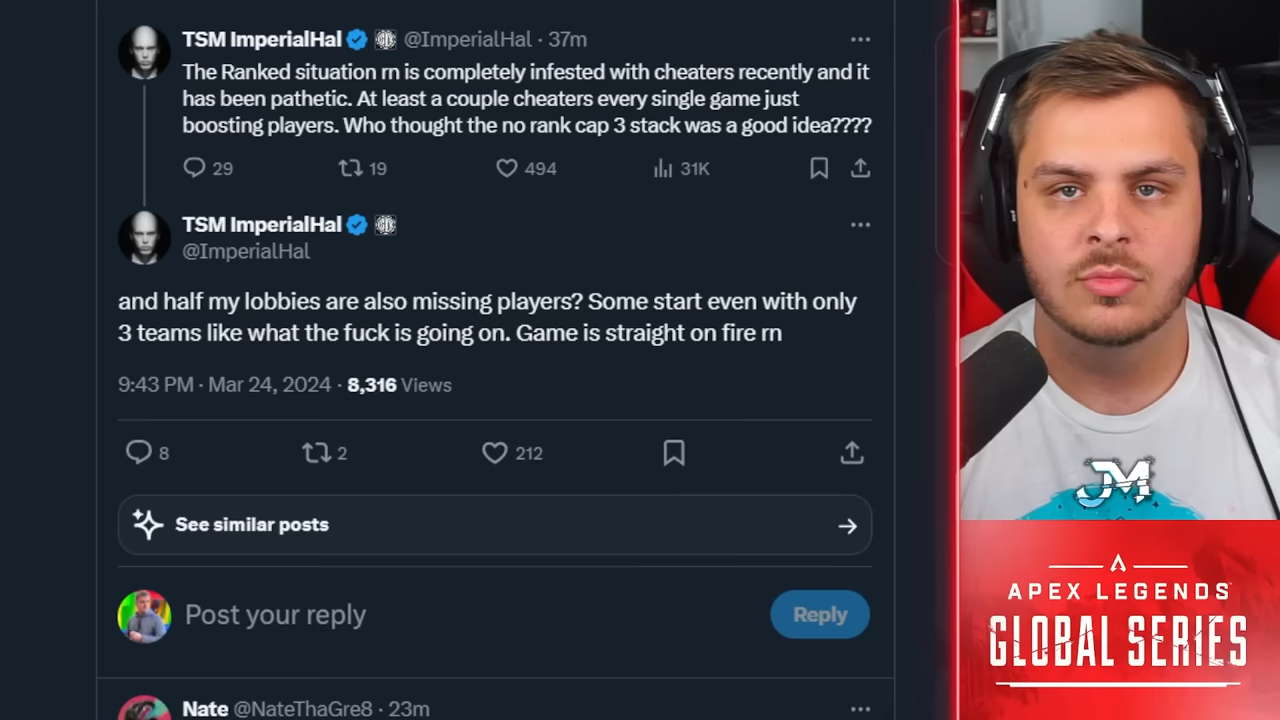 TSM ImperialHal @ImperialHal · 37m
The Ranked situation rn is completely infested with cheaters recently and it
has been pathetic. At least a couple cheaters every single game just
boosting players. Who thought the no rank cap 3 stack was a good idea????
29 19 494 31K
TSM ImperialHal
@ImperialHal
and half my lobbies are also missing players? Some start even with only
3 teams like what the fuck is going on. Game is straight on fire rn
9:43 PM · Mar 24, 2024 · 8,316 Views
8 2 212
See similar posts
Post your reply
Reply
Nate @NateThaGre8 · 23m
JM
APEX LEGENDS
GLOBAL SERIES